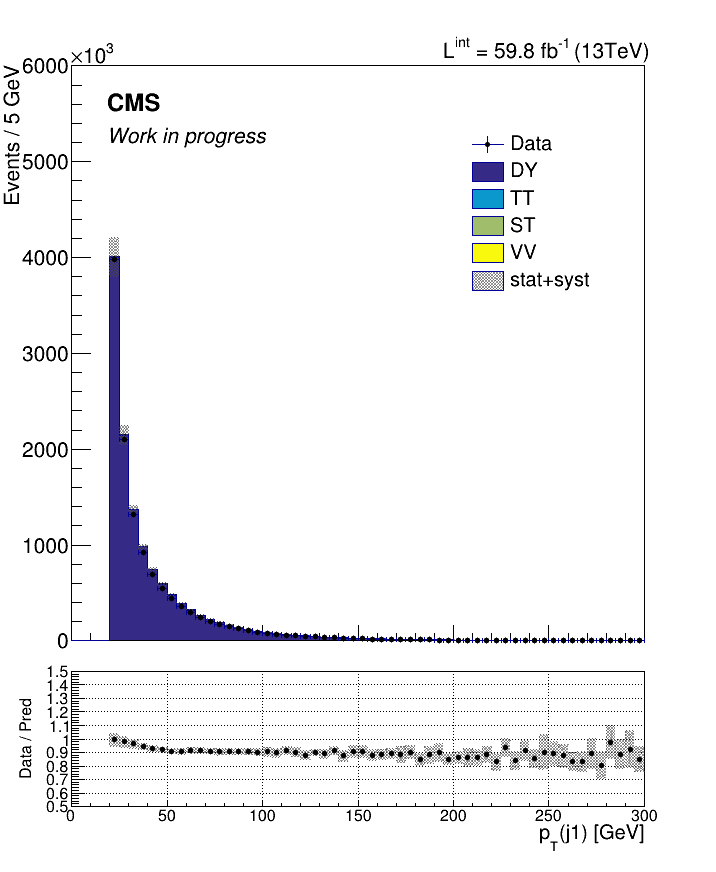 ×10³
L^int = 59.8 fb⁻¹ (13TeV)
CMS
Work in progress
Events / 5 GeV
6000
5000
4000
3000
2000
1000
0
Data
DY
TT
ST
VV
stat+syst
Data / Pred
1.5
1.4
1.3
1.2
1.1
1
0.9
0.8
0.7
0.6
0.5
0 50 100 150 200 250 300
p_T(j1) [GeV]